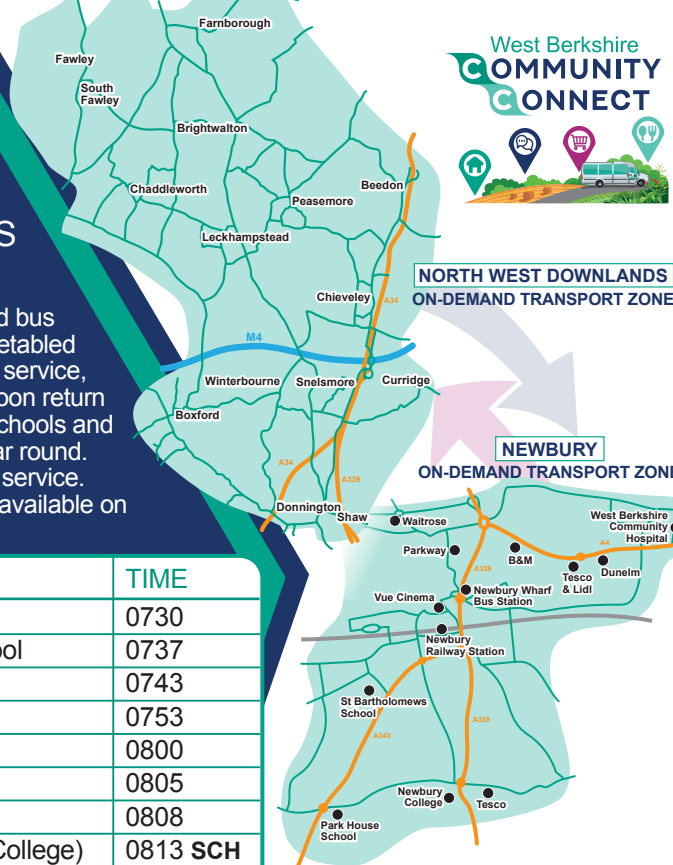 West Berkshire
COMMUNITY
CONNECT
Farnborough
Fawley
South
Fawley
Brightwalton
Chaddleworth
Beedon
Peasemore
Leckhampstead
NORTH WEST DOWNLANDS
ON-DEMAND TRANSPORT ZONE
Chieveley
A34
M4
Winterbourne
Snelsmore
Curridge
Boxford
A34
A339
Donnington
Shaw
S
d bus
etabled
service,
oon return
chools and
ar round.
service.
available on
NEWBURY
ON-DEMAND TRANSPORT ZONE
Waitrose
West Berkshire
Community
Hospital
Parkway
B&M
A4
Tesco
& Lidl
Dunelm
A339
Newbury Wharf
Bus Station
Vue Cinema
Newbury
Railway Station
St Bartholomews
School
A343
A339
Newbury
College
Tesco
Park House
School
TIME
0730
ool 0737
0743
0753
0800
0805
0808
College) 0813 SCH